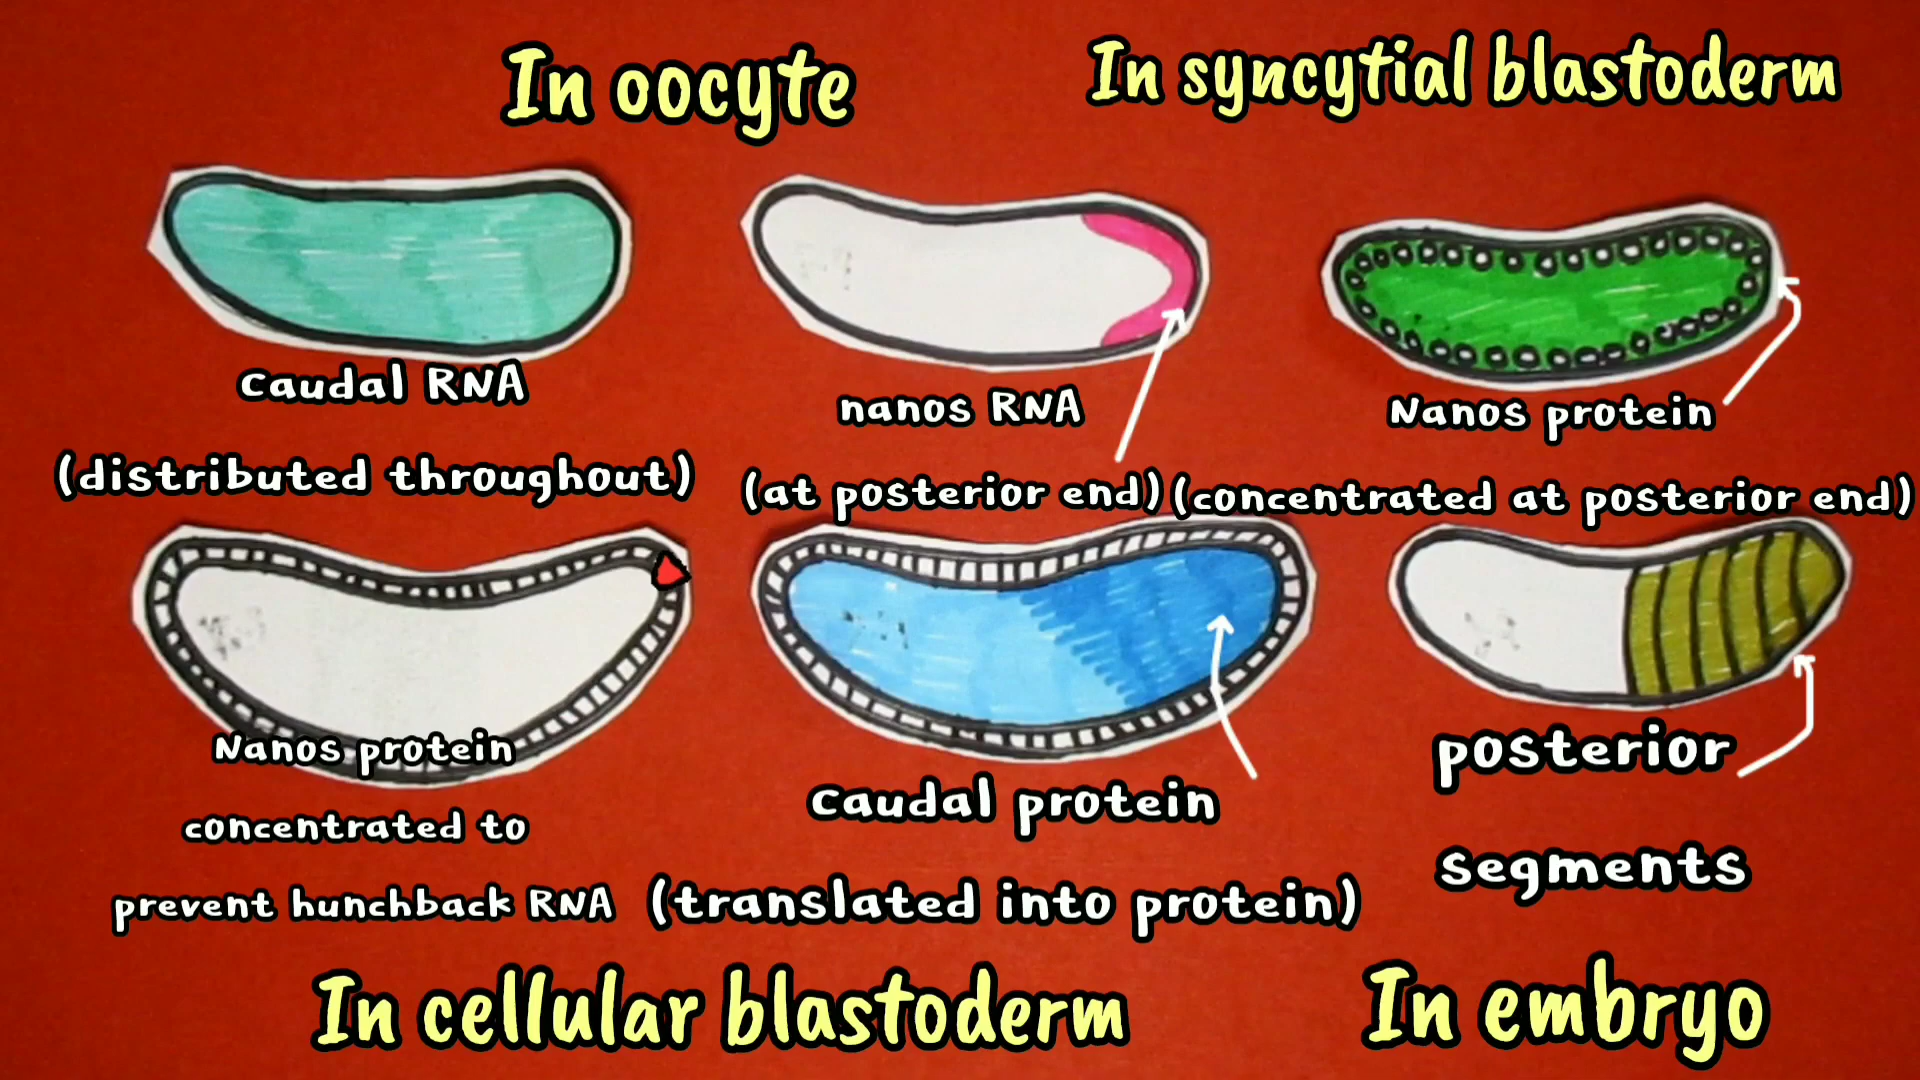 In oocyte
In syncytial blastoderm
caudal RNA
(distributed throughout)
nanos RNA
(at posterior end)
Nanos protein
(concentrated at posterior end)
Nanos protein
concentrated to
prevent hunchback RNA
caudal protein
(translated into protein)
posterior
segments
In cellular blastoderm
In embryo